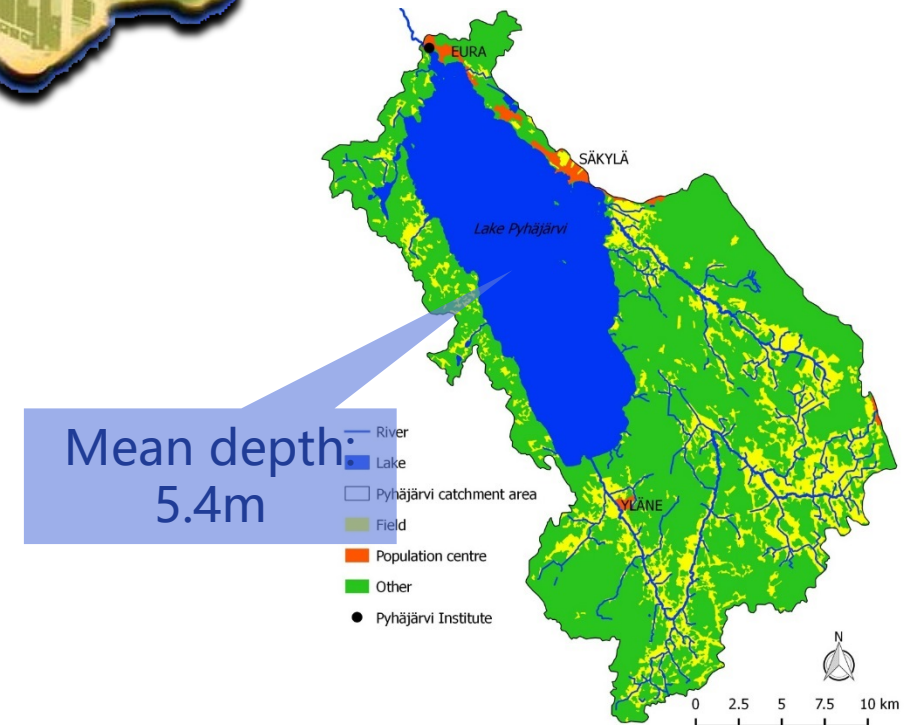 EURA
SÄKYLÄ
Lake Pyhäjärvi
Mean depth:
5.4m
River
Lake
Pyhäjärvi catchment area
Field
Population centre
Other
Pyhäjärvi Institute
YLÄNE
N
0 2.5 5 7.5 10 km